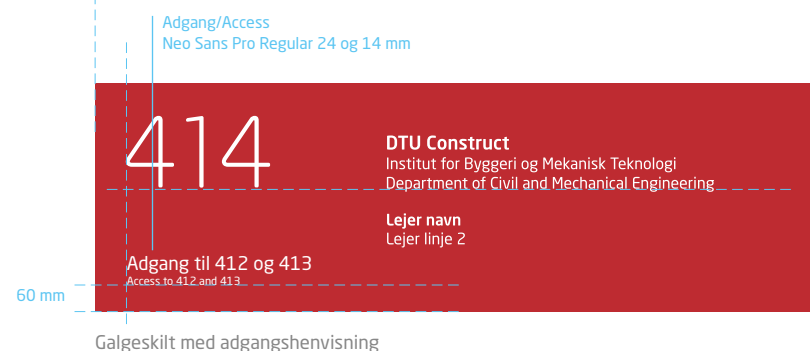 Adgang/Access
Neo Sans Pro Regular 24 og 14 mm
414
DTU Construct
Institut for Byggeri og Mekanisk Teknologi
Department of Civil and Mechanical Engineering
Lejer navn
Lejer linje 2
Adgang til 412 og 413
Access to 412 and 413
60 mm
Galgeskilt med adgangshenvisning